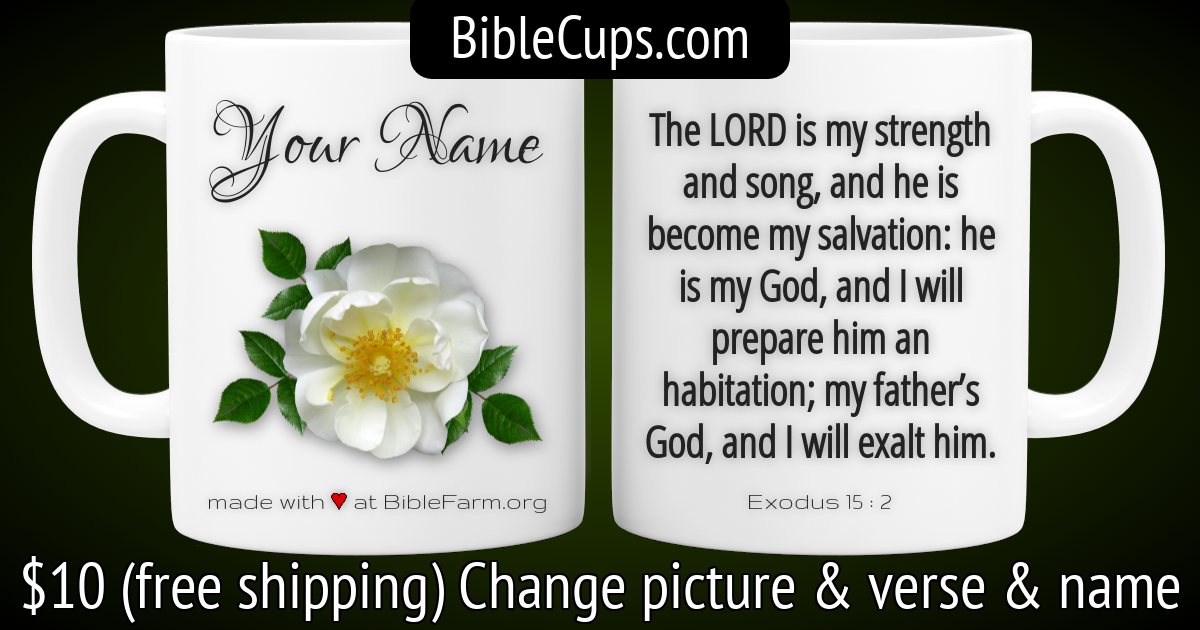 BibleCups.com
Your Name
made with ♥ at BibleFarm.org
The LORD is my strength
and song, and he is
become my salvation: he
is my God, and I will
prepare him an
habitation; my father’s
God, and I will exalt him.
Exodus 15 : 2
$10 (free shipping) Change picture & verse & name